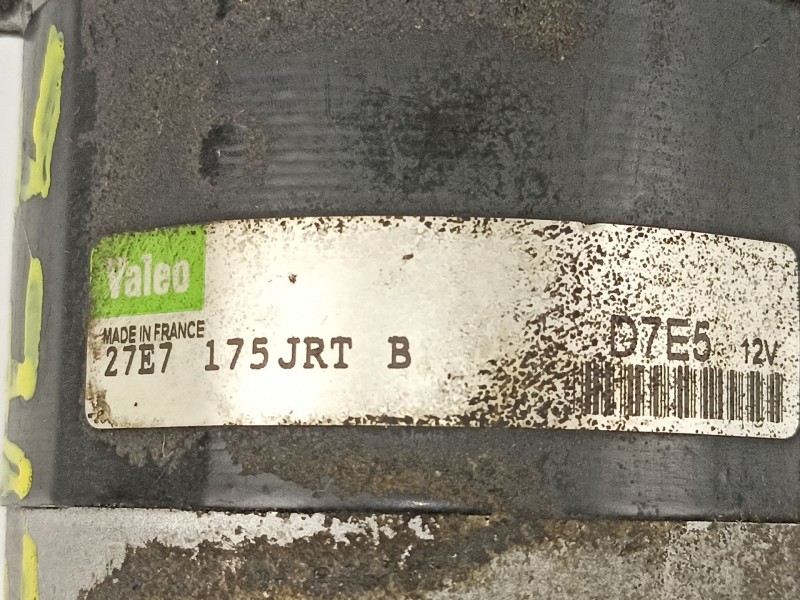 Valeo
MADE IN FRANCE
27E7 175JRT B
D7E5 12V